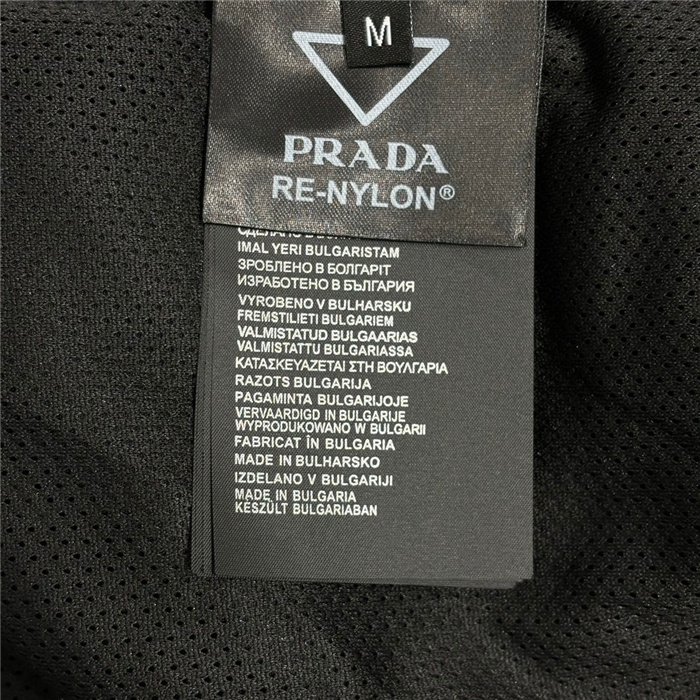 M
PRADA
RE-NYLON®
IMAL YERI BULGARISTAM
ЗРОБЛЕНО В БОЛГАРІТ
ИЗРАБОТЕНО В БЪЛГАРИЯ
VYROBENO V BULHARSKU
FREMSTILIETI BULGARIEM
VALMISTATUD BULGAARIAS
VALMISTATTU BULGARIASSA
ΚΑΤΑΣΚΕΥΑΖΕΤΑΙ ΣΤΗ ΒΟΥΛΓΑΡΙΑ
RAZOTS BULGARIJA
PAGAMINTA BULGARIJOJE
VERVAARDIGD IN BULGARIJE
WYPRODUKOWANO W BULGARII
FABRICAT ÎN BULGARIA
MADE IN BULHARSKO
IZDELANO V BULGARIJI
MADE IN BULGARIA
KÉSZÜLT BULGARIABAN